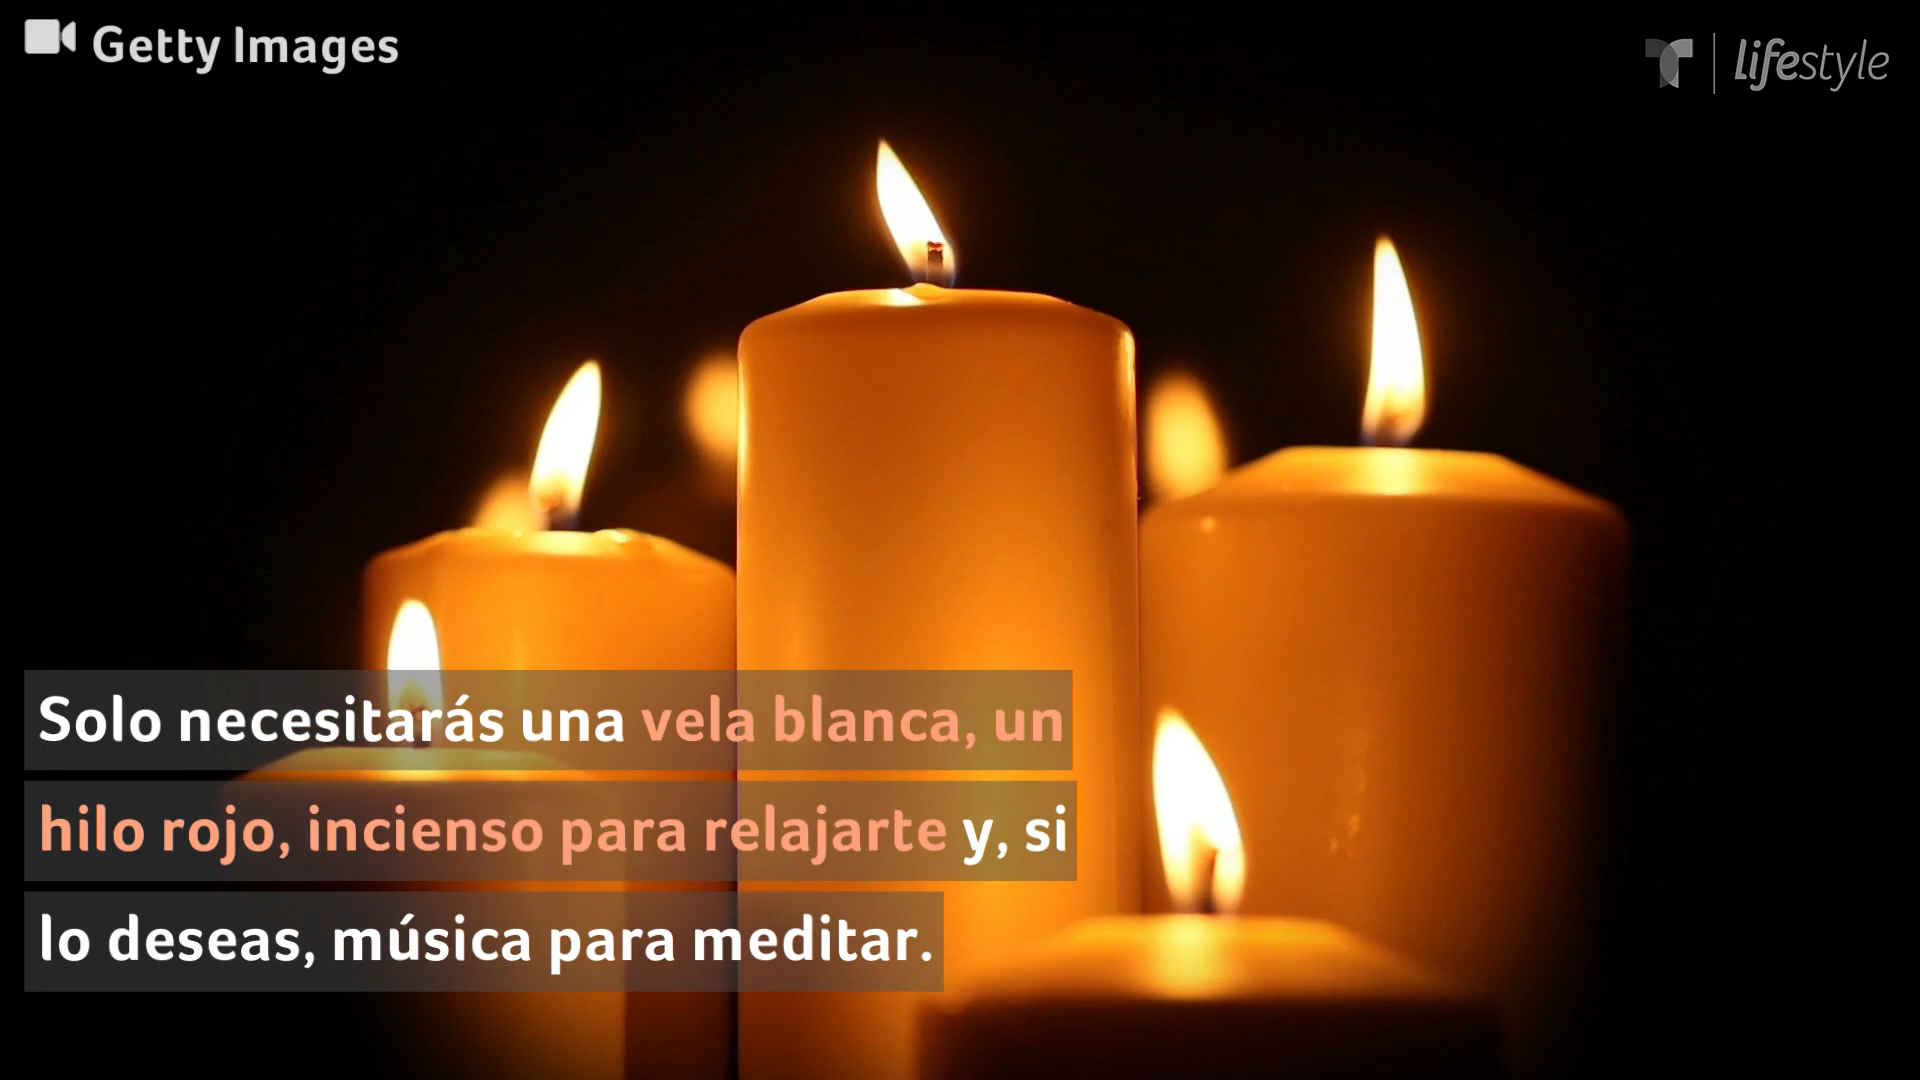 Getty Images
lifestyle
Solo necesitarás una vela blanca, un
hilo rojo, incienso para relajarte y, si
lo deseas, música para meditar.